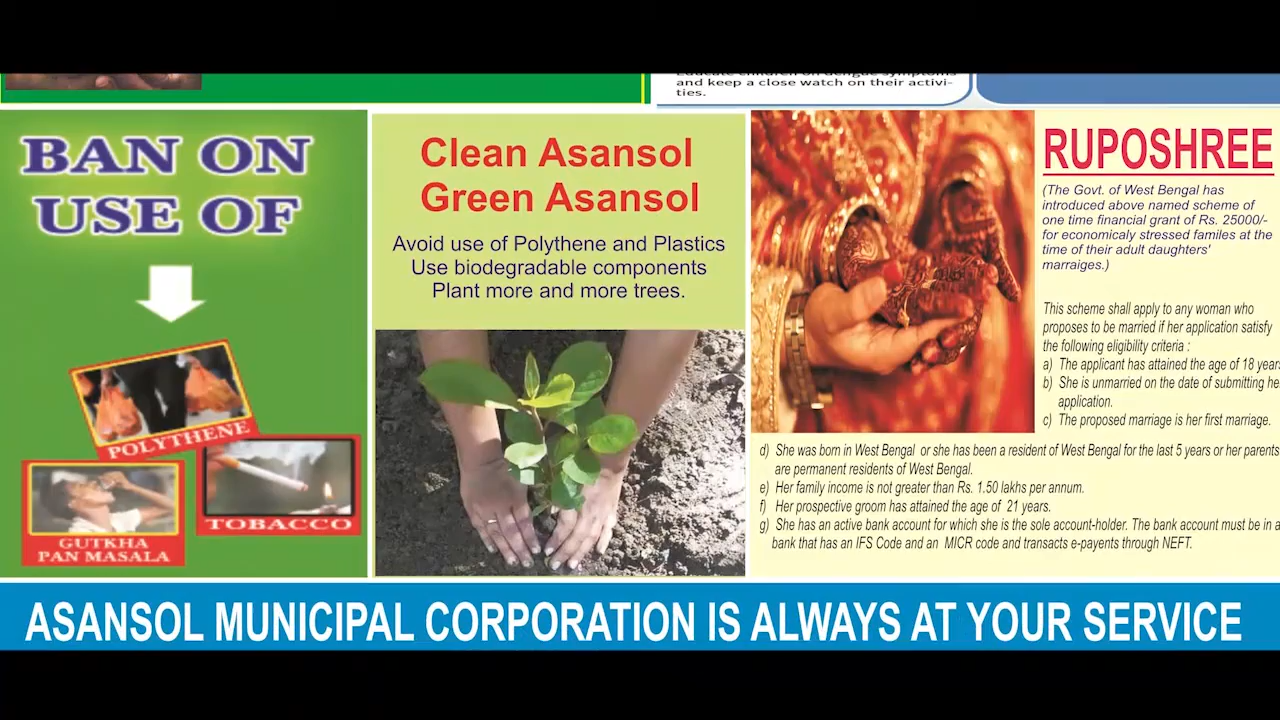 and keep a close watch on their activi-
ties.
BAN ON
USE OF
POLYTHENE
TOBACCO
GUTKHA
PAN MASALA
Clean Asansol
Green Asansol
Avoid use of Polythene and Plastics
Use biodegradable components
Plant more and more trees.
RUPOSHREE
(The Govt. of West Bengal has
introduced above named scheme of
one time financial grant of Rs. 25000/-
for economicaly stressed familes at the
time of their adult daughters'
marraiges.)
This scheme shall apply to any woman who
proposes to be married if her application satisfy
the following eligibility criteria :
a) The applicant has attained the age of 18 years
b) She is unmarried on the date of submitting her
application.
c) The proposed marriage is her first marriage.
d) She was born in West Bengal or she has been a resident of West Bengal for the last 5 years or her parents
are permanent residents of West Bengal.
e) Her family income is not greater than Rs. 1.50 lakhs per annum.
f) Her prospective groom has attained the age of 21 years.
g) She has an active bank account for which she is the sole account-holder. The bank account must be in a
bank that has an IFS Code and an MICR code and transacts e-payents through NEFT.
ASANSOL MUNICIPAL CORPORATION IS ALWAYS AT YOUR SERVICE